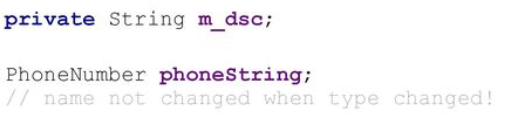 private String m_dsc;
PhoneNumber phoneString;
// name not changed when type changed!